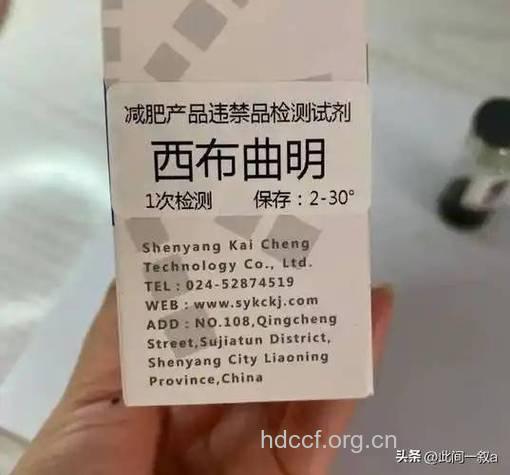 减肥产品违禁品检测试剂
西布曲明
1次检测 保存：2-30°
Shenyang Kai Cheng
Technology Co., Ltd.
TEL：024-52874519
WEB：www.sykckj.com
ADD：NO.108,Qingcheng
Street,Sujiatun District,
Shenyang City Liaoning
Province,China
hdccf.org.cn
头条 @此间一叙a